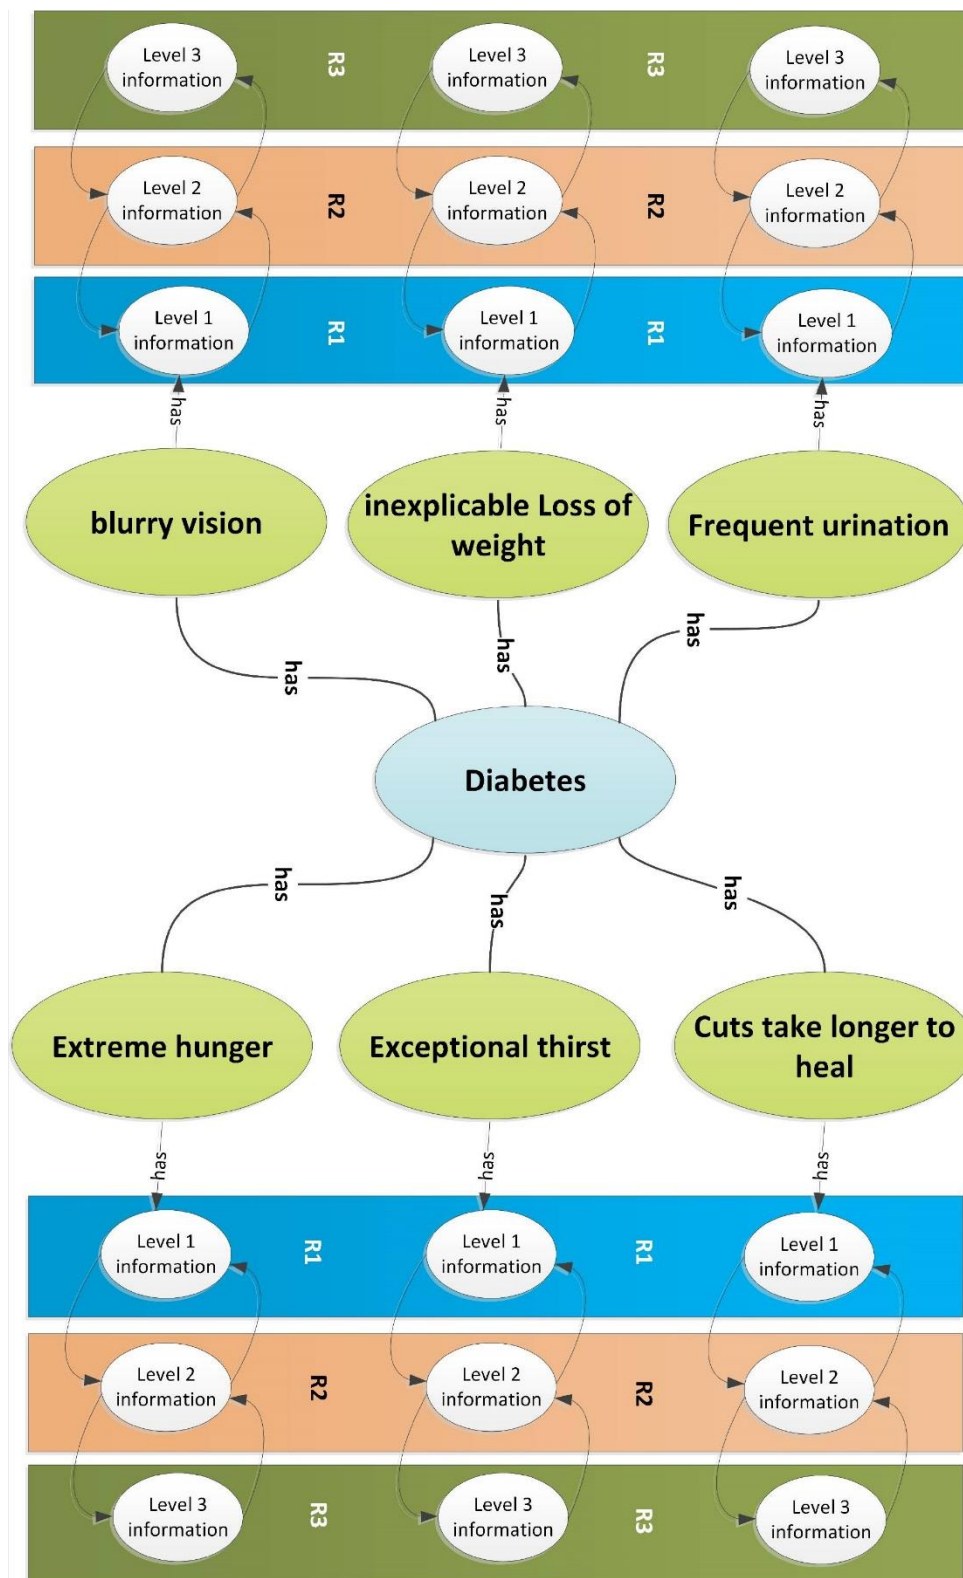 Level 3
information
R3
Level 3
information
R3
Level 3
information
Level 2
information
R2
Level 2
information
R2
Level 2
information
Level 1
information
R1
Level 1
information
R1
Level 1
information
has
has
has
blurry vision
inexplicable Loss of
weight
Frequent urination
has
has
has
Diabetes
has
has
has
Extreme hunger
Exceptional thirst
Cuts take longer to
heal
has
has
has
Level 1
information
R1
Level 1
information
R1
Level 1
information
Level 2
information
R2
Level 2
information
R2
Level 2
information
Level 3
information
R3
Level 3
information
R3
Level 3
information